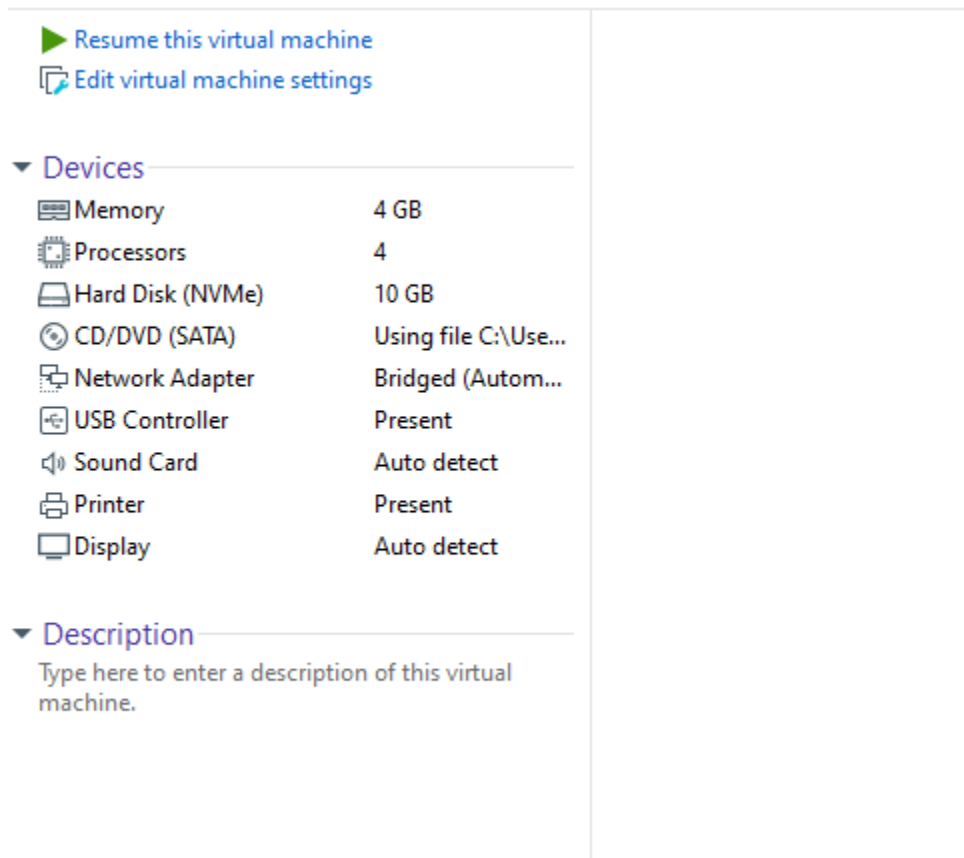 Resume this virtual machine
Edit virtual machine settings
Devices
Memory 4 GB
Processors 4
Hard Disk (NVMe) 10 GB
CD/DVD (SATA) Using file C:\Use...
Network Adapter Bridged (Autom...
USB Controller Present
Sound Card Auto detect
Printer Present
Display Auto detect
Description
Type here to enter a description of this virtual
machine.